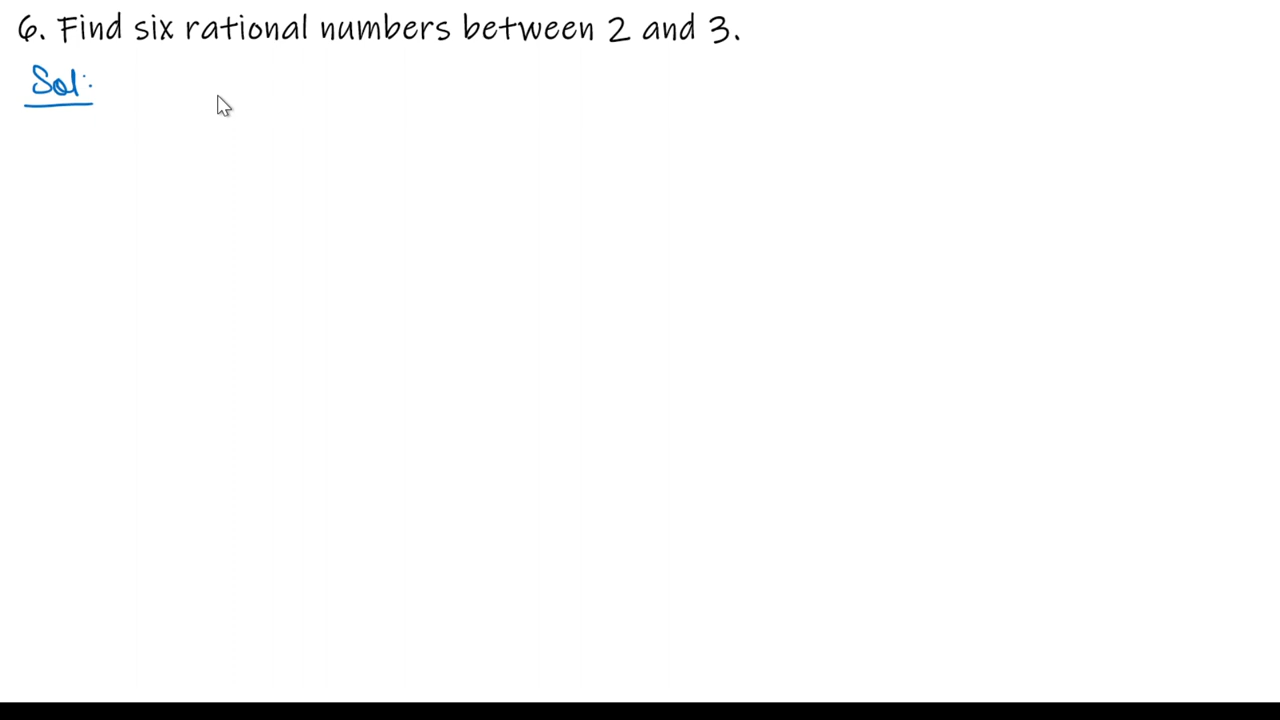 6. Find six rational numbers between 2 and 3.
Sol: